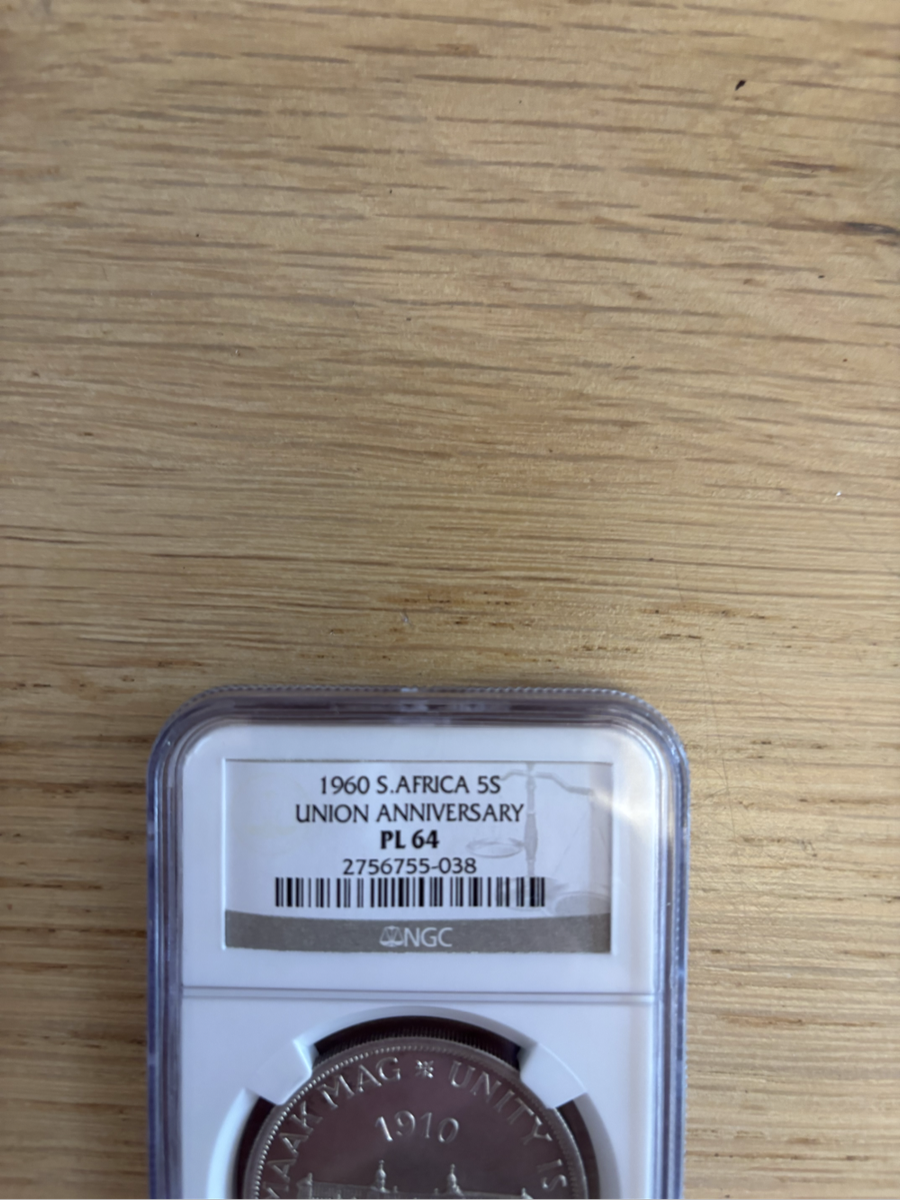 1960 S.AFRICA 5S
UNION ANNIVERSARY
PL 64
2756755-038
NGC
MAG * UNITY IS
1910